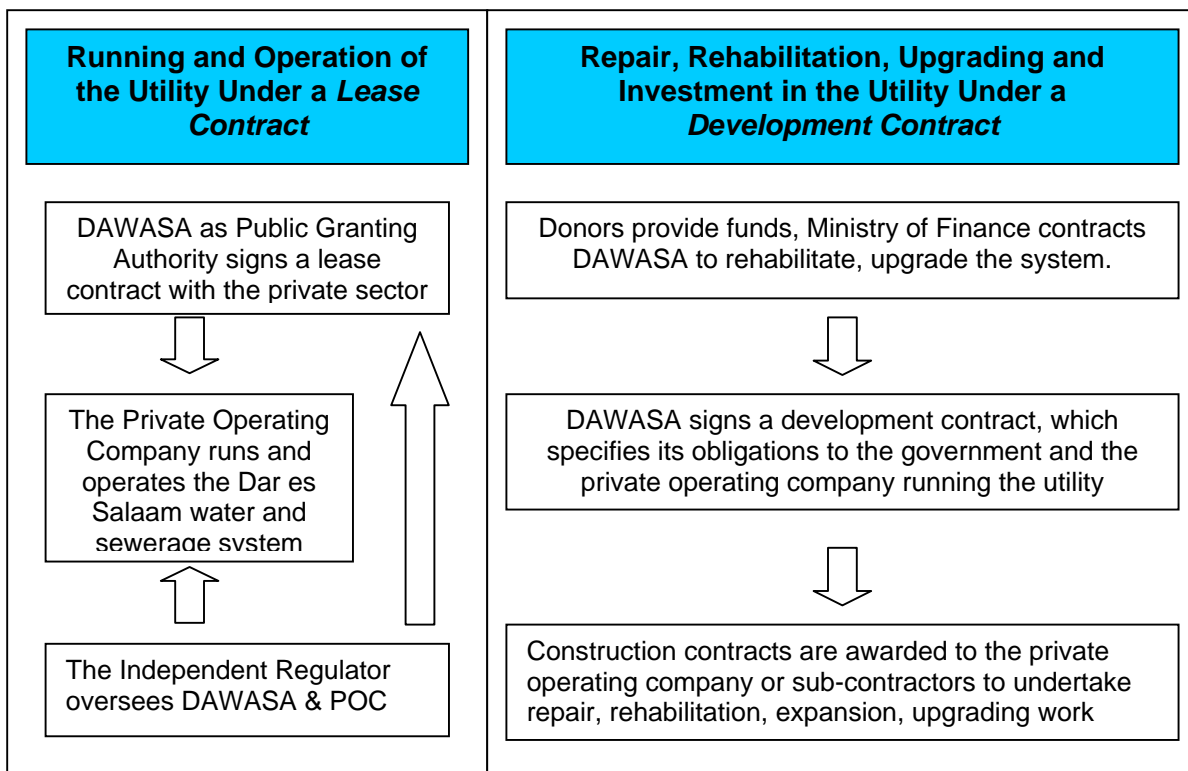 Running and Operation of
the Utility Under a Lease
Contract
DAWASA as Public Granting
Authority signs a lease
contract with the private sector
The Private Operating
Company runs and
operates the Dar es
Salaam water and
sewerage system
The Independent Regulator
oversees DAWASA & POC
Repair, Rehabilitation, Upgrading and
Investment in the Utility Under a
Development Contract
Donors provide funds, Ministry of Finance contracts
DAWASA to rehabilitate, upgrade the system.
DAWASA signs a development contract, which
specifies its obligations to the government and the
private operating company running the utility
Construction contracts are awarded to the private
operating company or sub-contractors to undertake
repair, rehabilitation, expansion, upgrading work